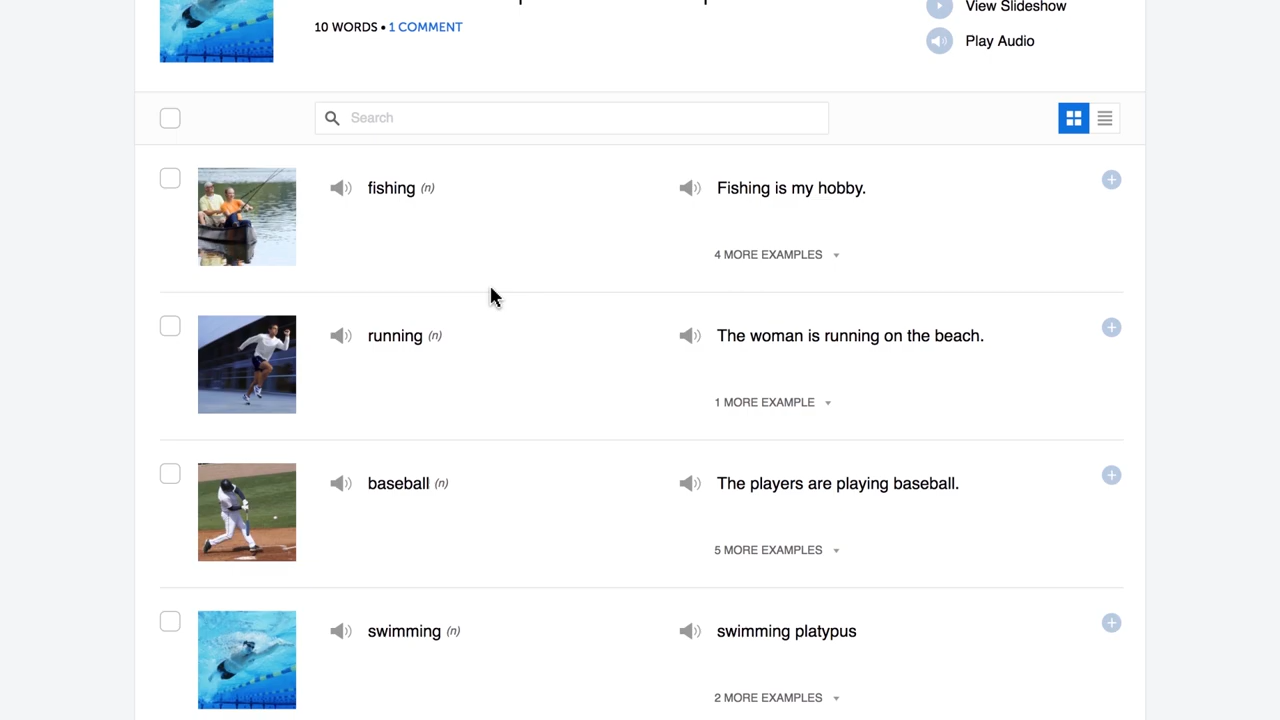 View Slideshow
10 WORDS • 1 COMMENT
Play Audio
Search
fishing (n)
Fishing is my hobby.
4 MORE EXAMPLES
running (n)
The woman is running on the beach.
1 MORE EXAMPLE
baseball (n)
The players are playing baseball.
5 MORE EXAMPLES
swimming (n)
swimming platypus
2 MORE EXAMPLES